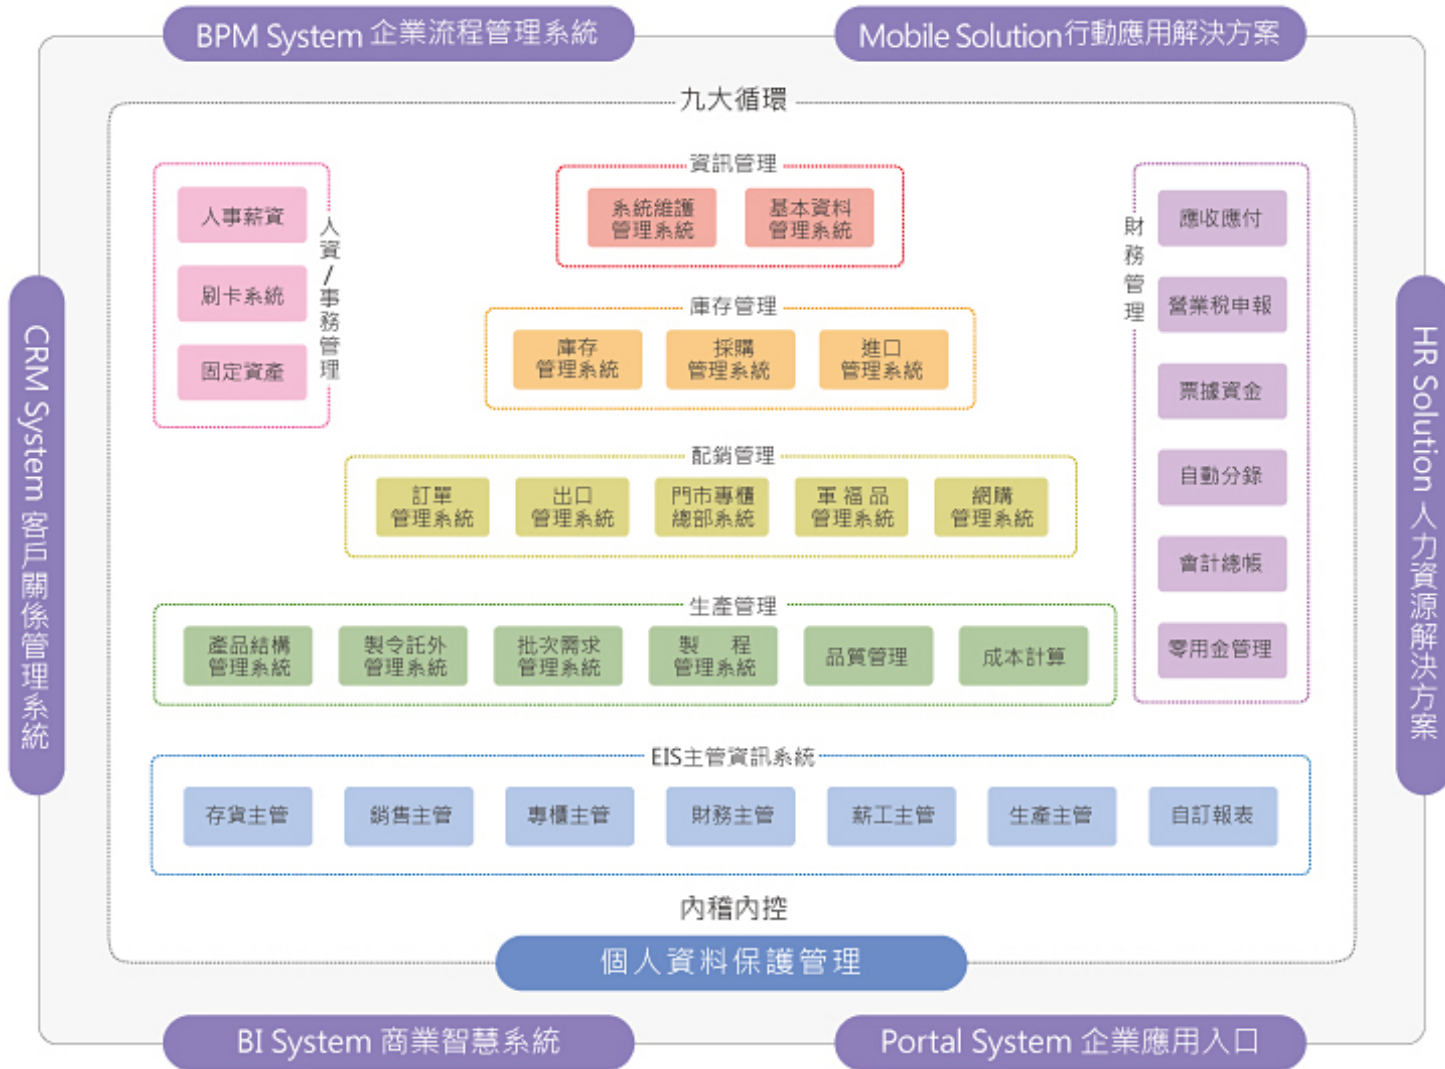 BPM System 企業流程管理系統
Mobile Solution行動應用解決方案
九大循環
人資/事務管理
人事薪資
刷卡系統
固定資產
資訊管理
系統維護
管理系統
基本資料
管理系統
庫存管理
庫存
管理系統
採購
管理系統
進口
管理系統
配銷管理
訂單
管理系統
出口
管理系統
門市專櫃
總部系統
軍福品
管理系統
網購
管理系統
生產管理
產品結構
管理系統
製令託外
管理系統
批次需求
管理系統
製 程
管理系統
品質管理
成本計算
財務管理
應收應付
營業稅申報
票據資金
自動分錄
會計總帳
零用金管理
EIS主管資訊系統
存貨主管
銷售主管
專櫃主管
財務主管
薪工主管
生產主管
自訂報表
內稽內控
個人資料保護管理
CRM System 客戶關係管理系統
HR Solution 人力資源解決方案
BI System 商業智慧系統
Portal System 企業應用入口